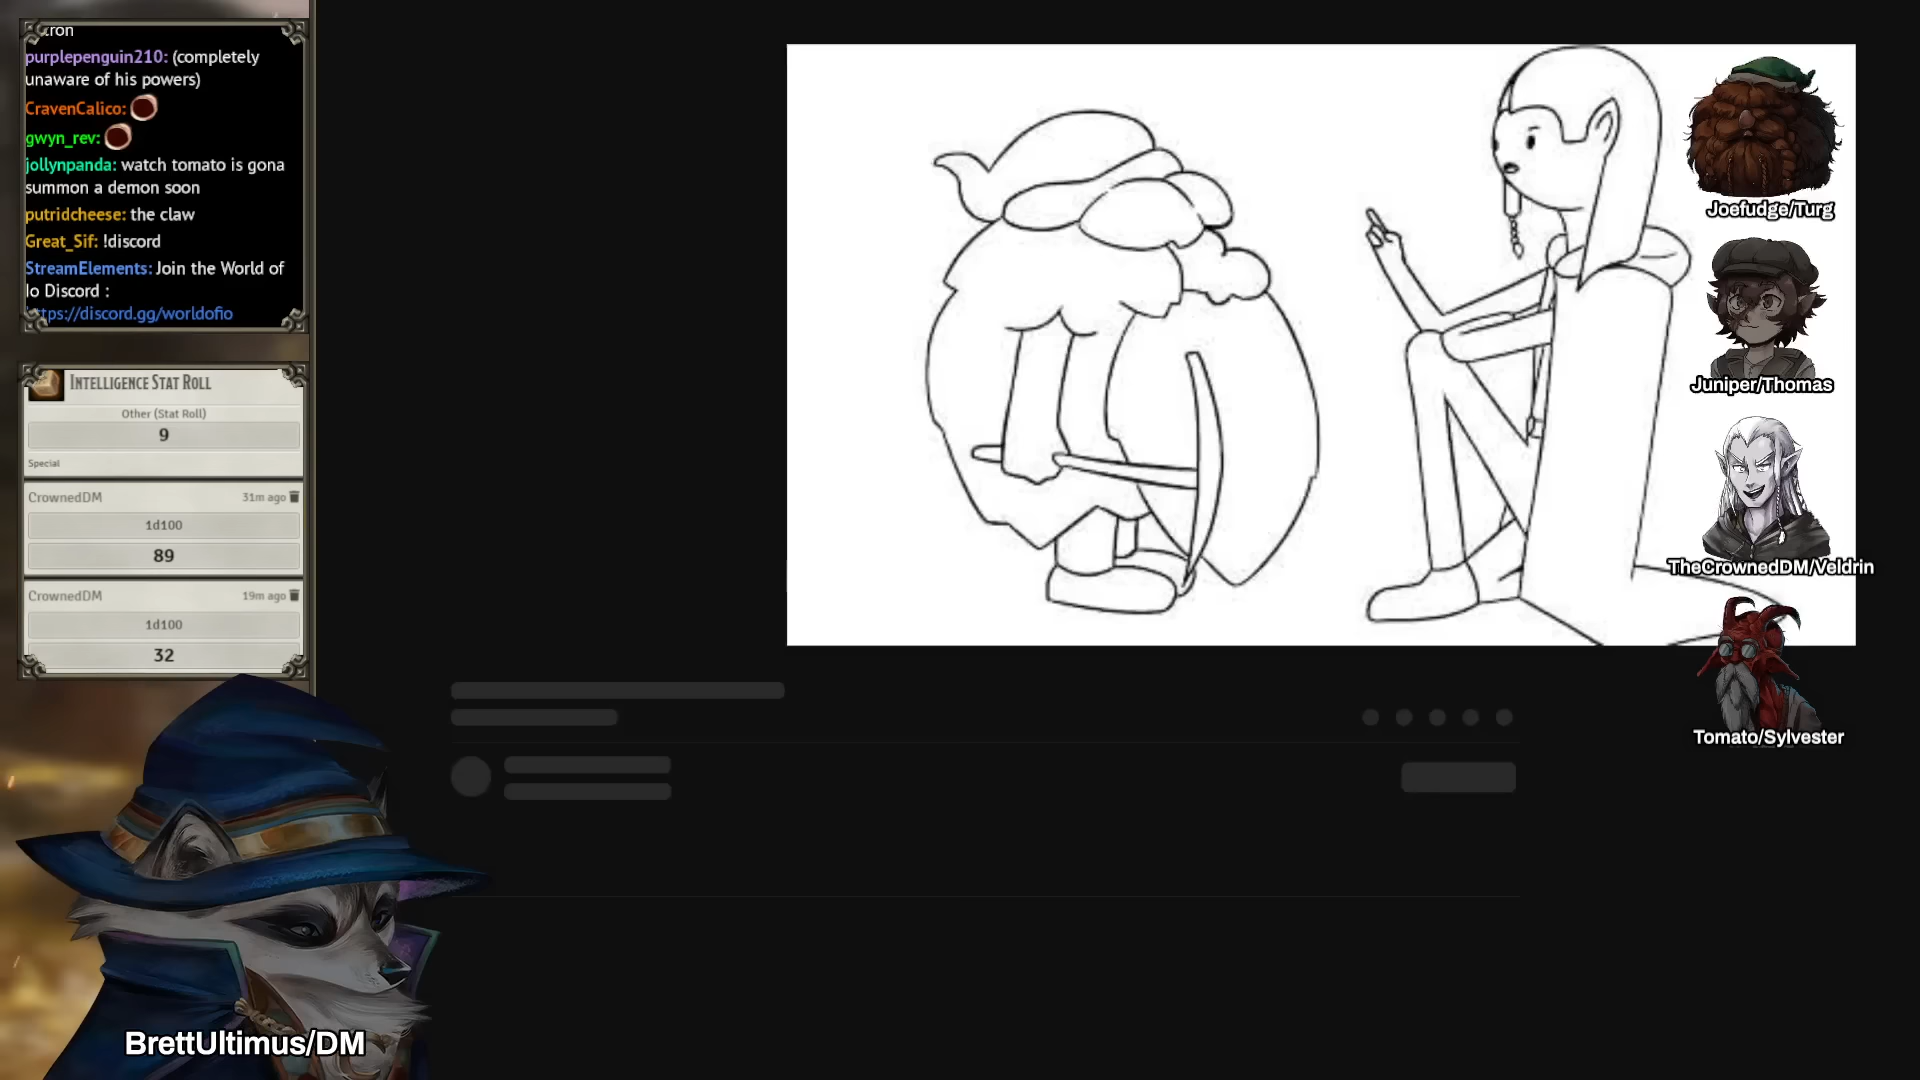 purplepenguin210: (completely
unaware of his powers)
CravenCalico:
gwyn_rev:
jollynpanda: watch tomato is gona
summon a demon soon
putridcheese: the claw
Great_Sif: !discord
StreamElements: Join the World of
Io Discord :
ttps://discord.gg/worldofio
INTELLIGENCE STAT ROLL
Other (Stat Roll)
9
Special
CrownedDM 31m ago
1d100
89
CrownedDM 19m ago
1d100
32
BrettUltimus/DM
Joefudge/Turg
Juniper/Thomas
TheCrownedDM/Veldrin
Tomato/Sylvester